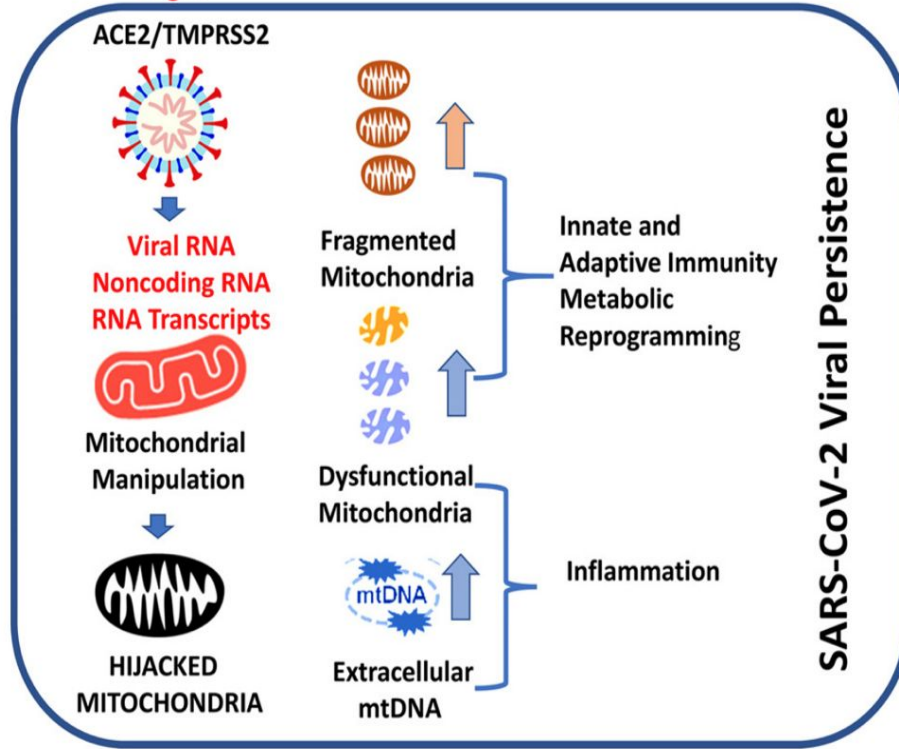 ACE2/TMPRSS2
Viral RNA
Noncoding RNA
RNA Transcripts
Mitochondrial
Manipulation
HIJACKED
MITOCHONDRIA
Fragmented
Mitochondria
Dysfunctional
Mitochondria
mtDNA
Extracellular
mtDNA
Innate and
Adaptive Immunity
Metabolic
Reprogramming
Inflammation
SARS-CoV-2 Viral Persistence